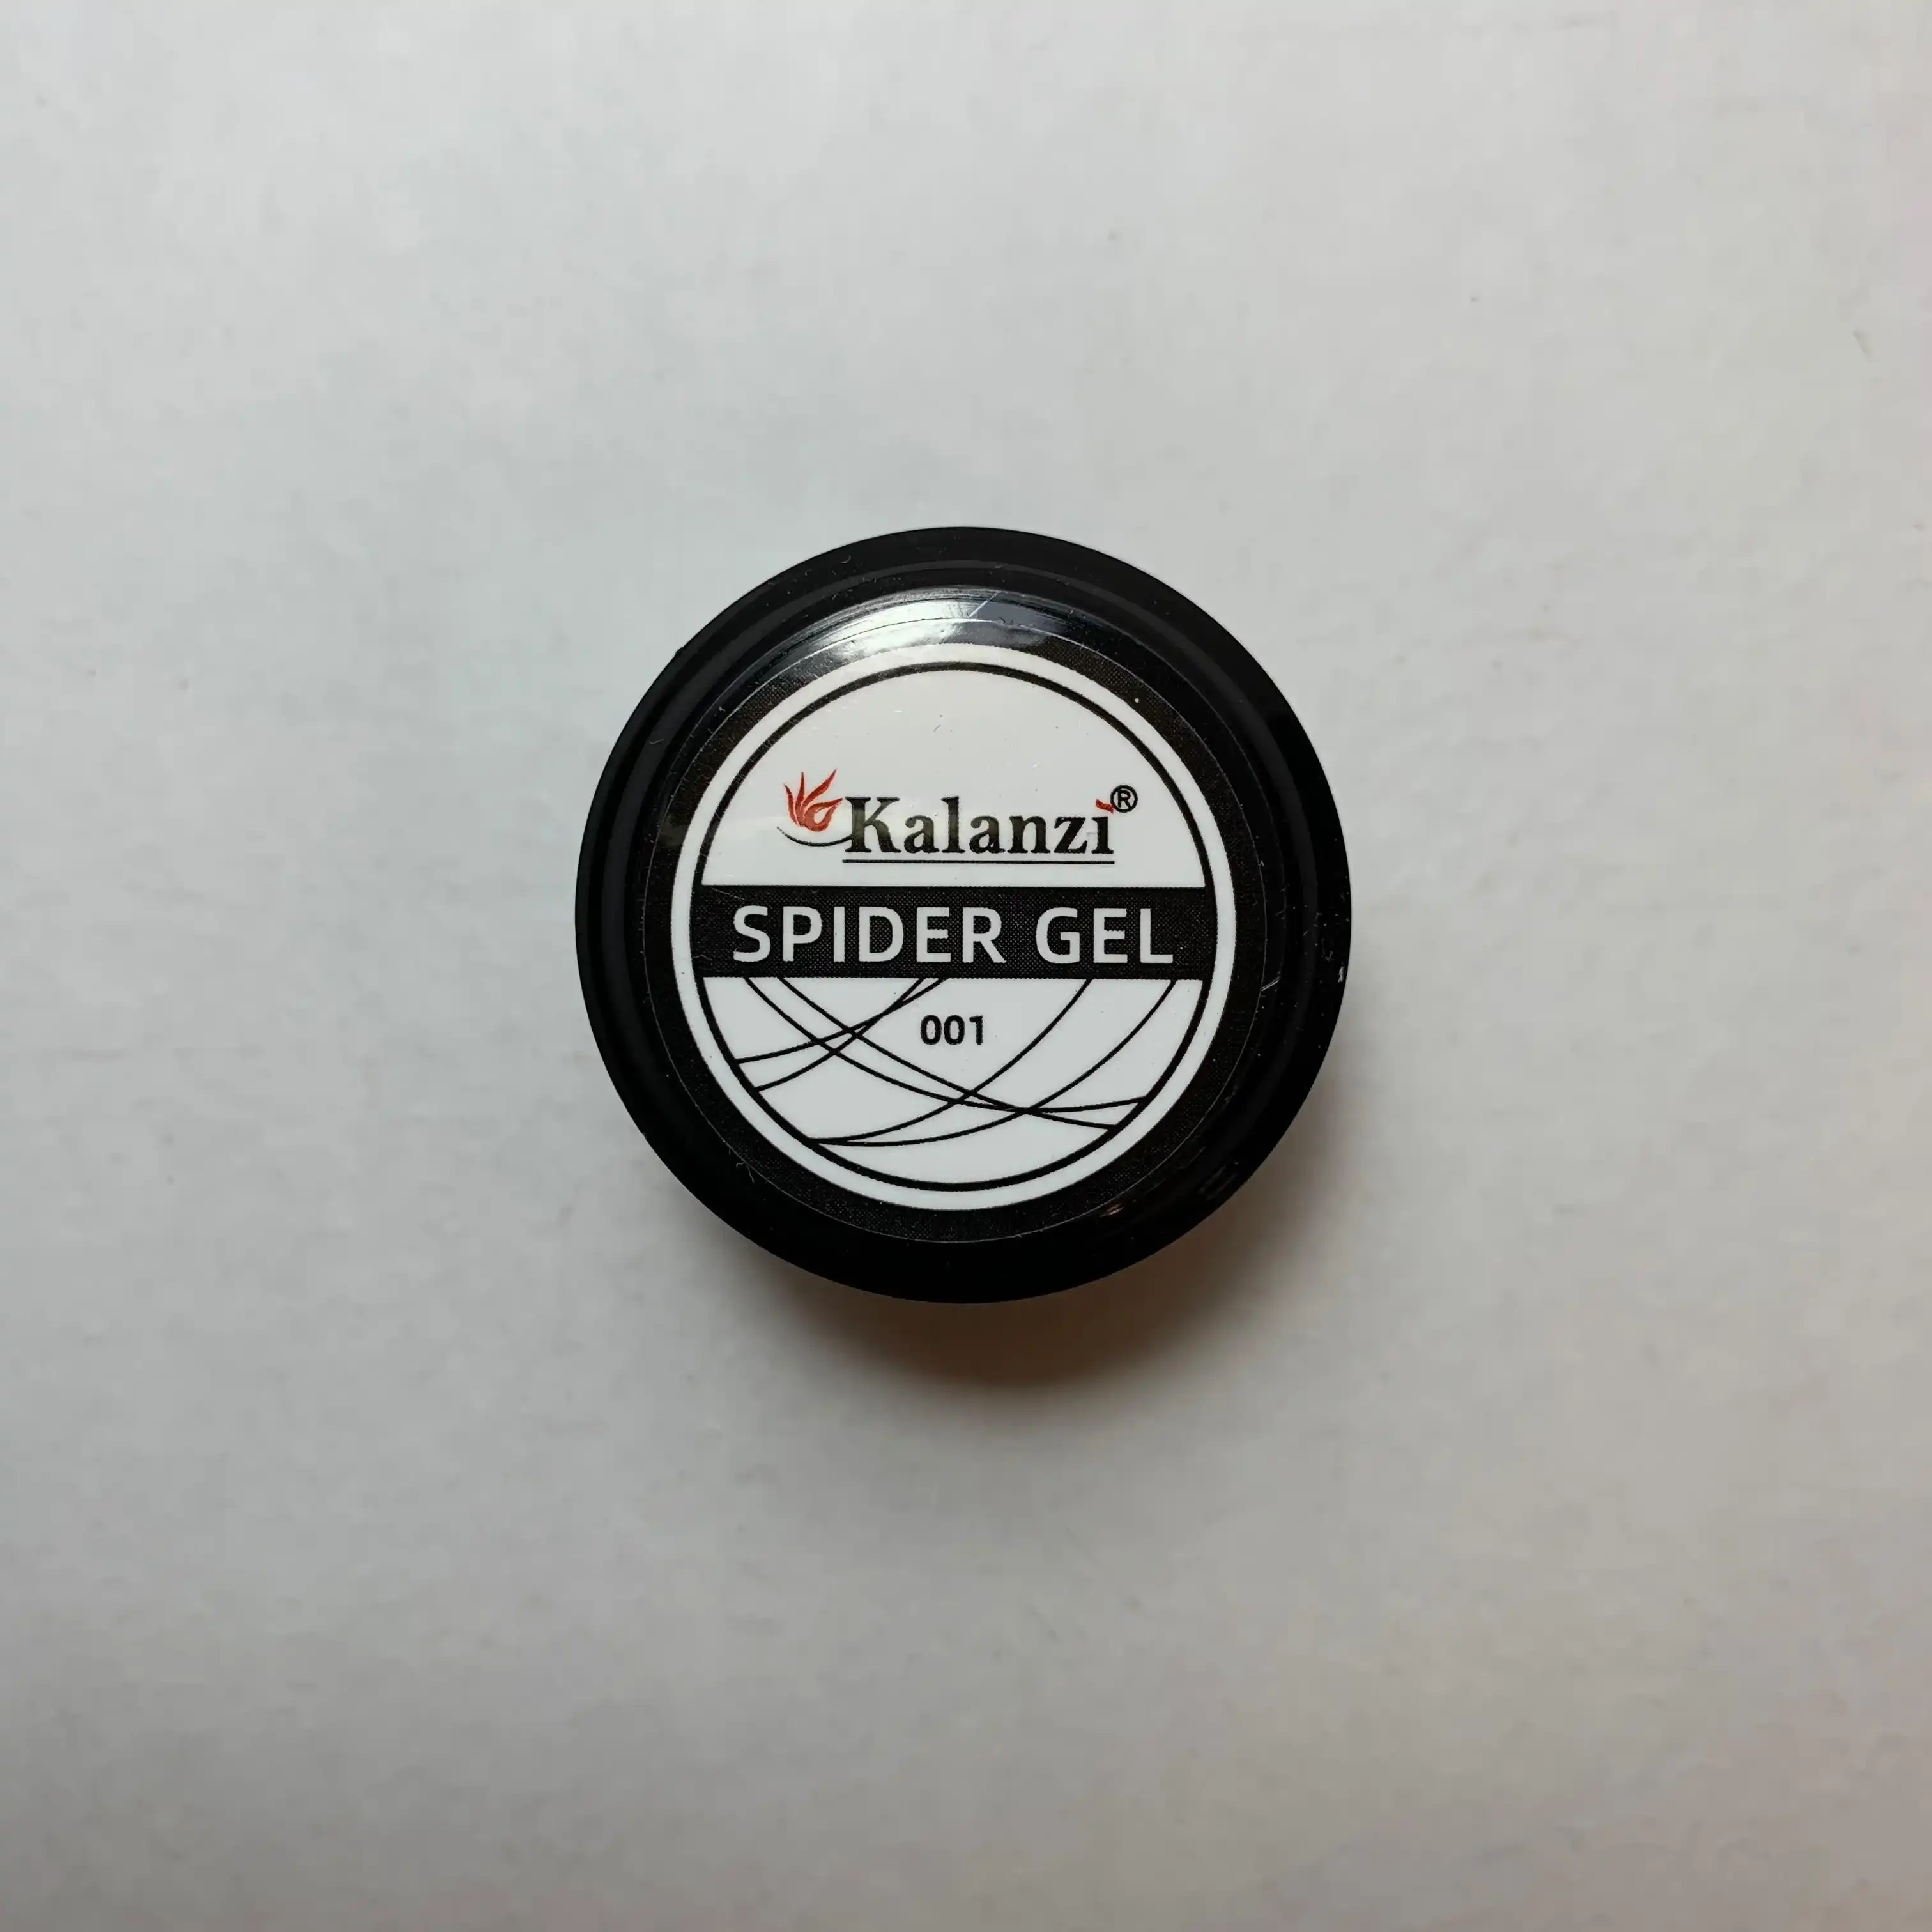 Kalanzi®
SPIDER GEL
001